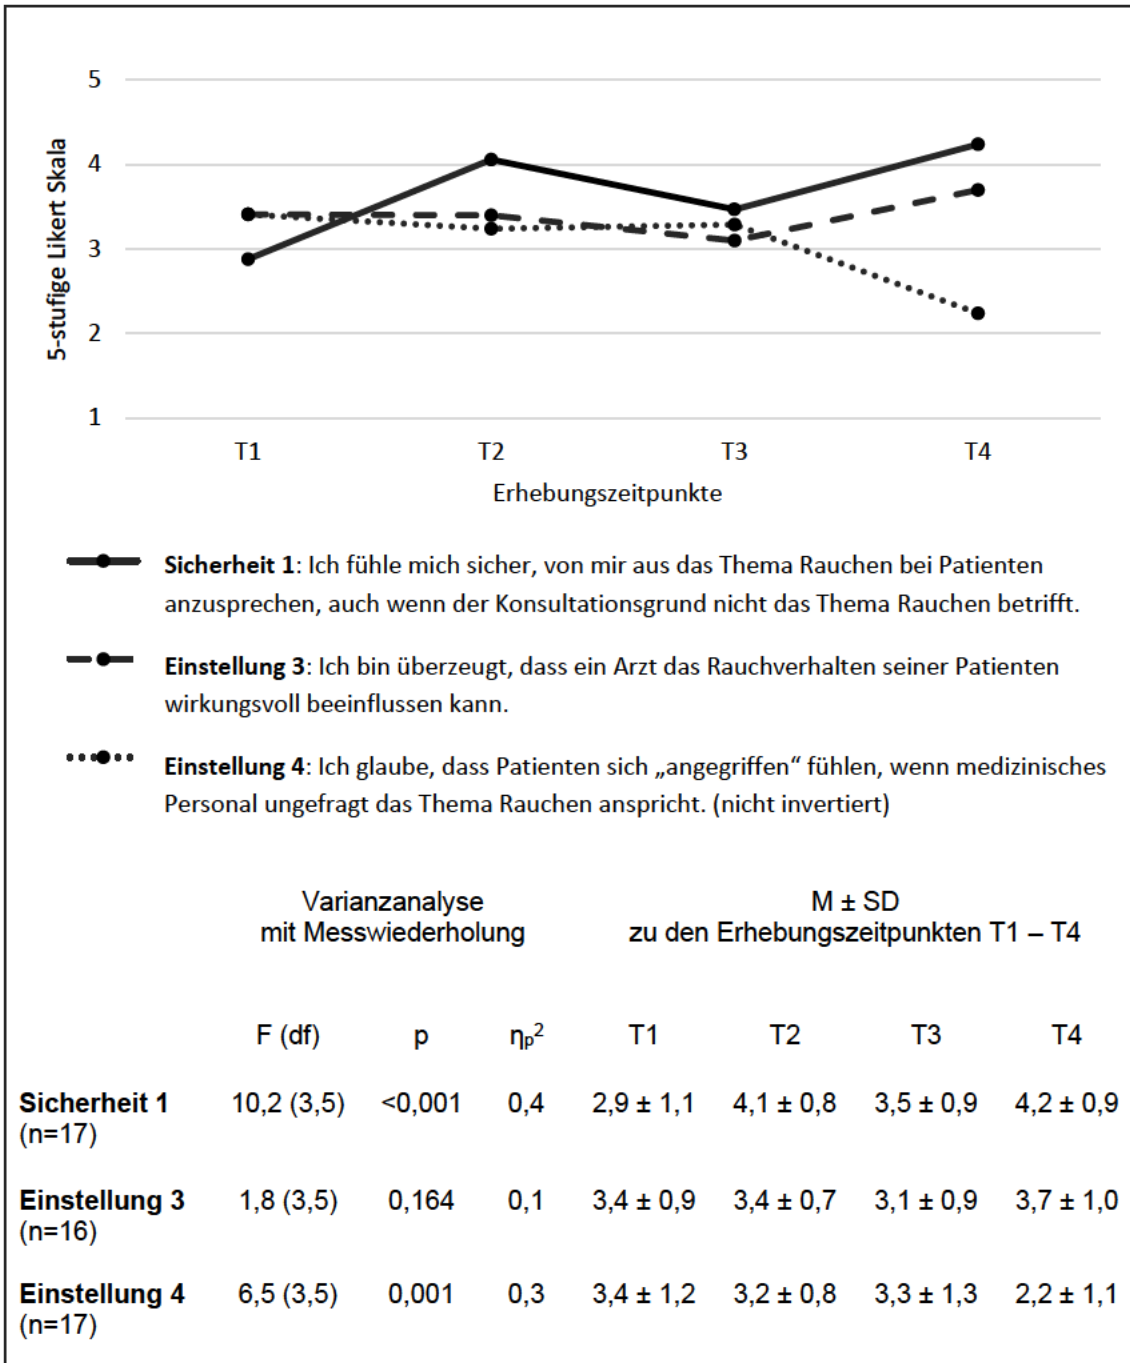 5
4
3
2
1
5-stufige Likert Skala
T1 T2 T3 T4
Erhebungszeitpunkte
Sicherheit 1: Ich fühle mich sicher, von mir aus das Thema Rauchen bei Patienten
anzusprechen, auch wenn der Konsultationsgrund nicht das Thema Rauchen betrifft.
Einstellung 3: Ich bin überzeugt, dass ein Arzt das Rauchverhalten seiner Patienten
wirkungsvoll beeinflussen kann.
Einstellung 4: Ich glaube, dass Patienten sich „angegriffen“ fühlen, wenn medizinisches
Personal ungefragt das Thema Rauchen anspricht. (nicht invertiert)
Varianzanalyse
mit Messwiederholung
M ± SD
zu den Erhebungszeitpunkten T1 – T4
F (df) p ηp² T1 T2 T3 T4
Sicherheit 1 10,2 (3,5) <0,001 0,4 2,9 ± 1,1 4,1 ± 0,8 3,5 ± 0,9 4,2 ± 0,9
(n=17)
Einstellung 3 1,8 (3,5) 0,164 0,1 3,4 ± 0,9 3,4 ± 0,7 3,1 ± 0,9 3,7 ± 1,0
(n=16)
Einstellung 4 6,5 (3,5) 0,001 0,3 3,4 ± 1,2 3,2 ± 0,8 3,3 ± 1,3 2,2 ± 1,1
(n=17)